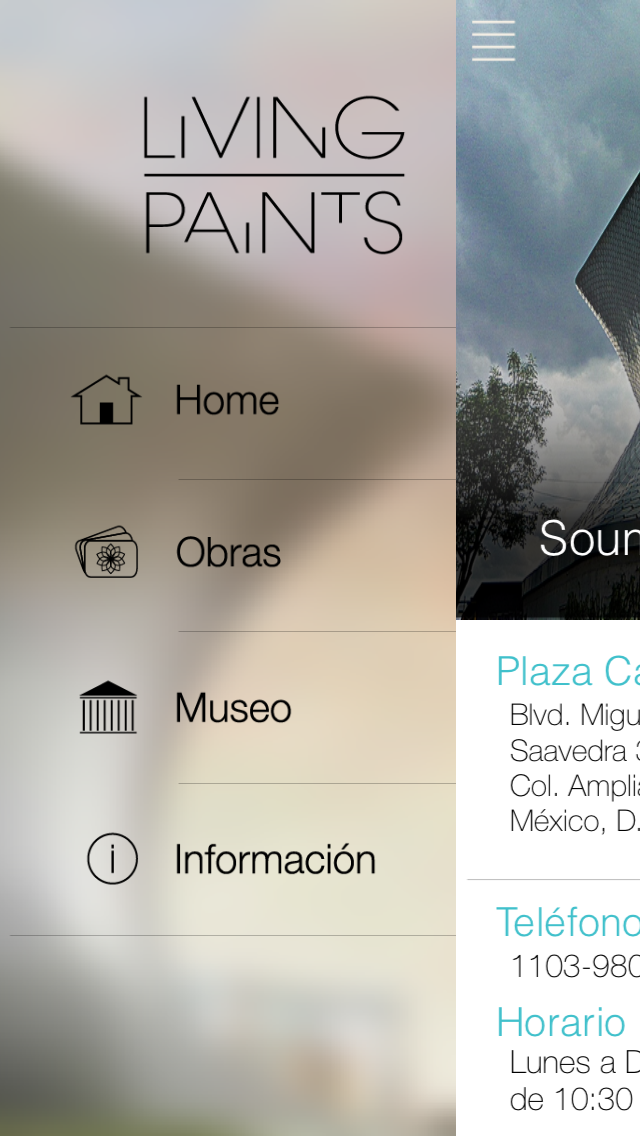 LiVING
PAiNTS
Home
Obras
Museo
Información
Soum
Plaza Ca
Blvd. Migu
Saavedra 3
Col. Amplia
México, D.
Teléfono
1103-980
Horario
Lunes a D
de 10:30